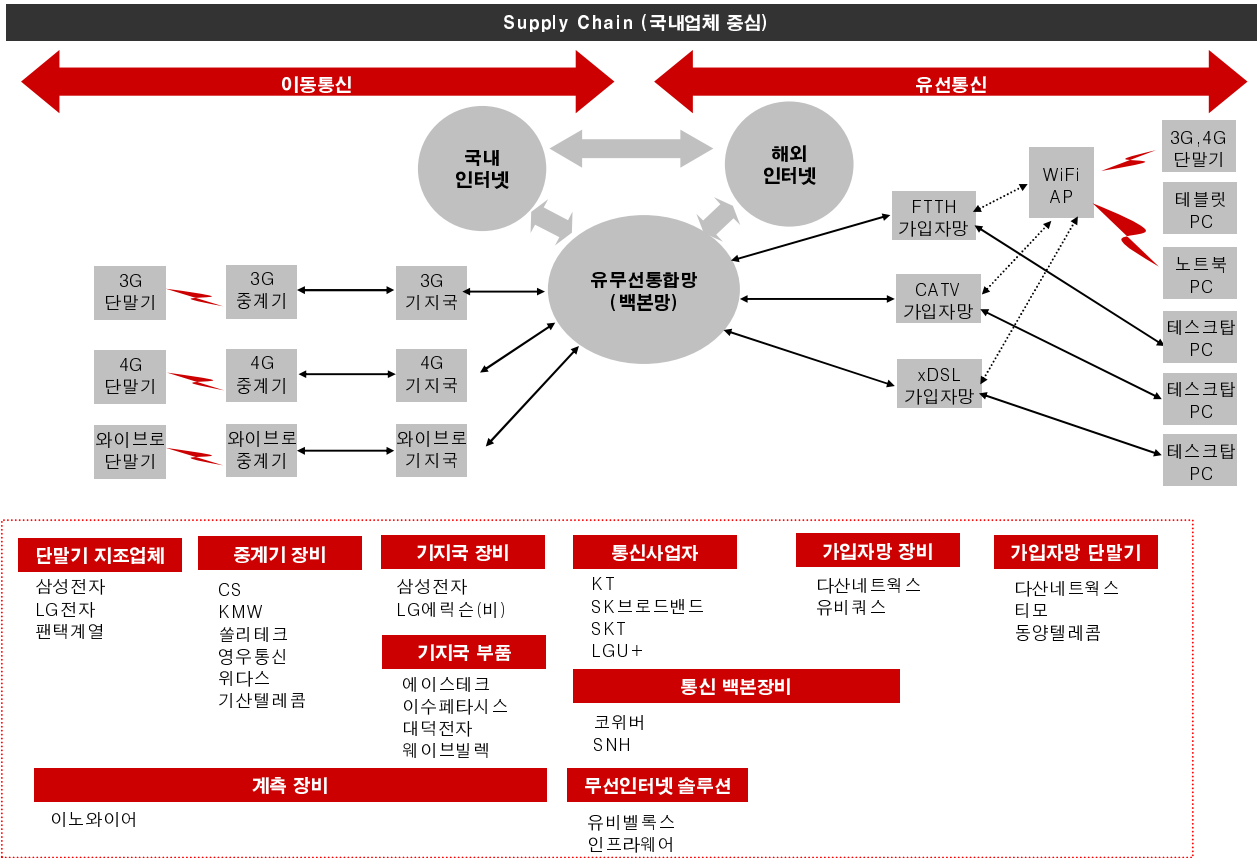 Supply Chain (국내업체 중심)
이동통신
유선통신
국내
인터넷
해외
인터넷
유무선통합망
(백본망)
3G
단말기
3G
중계기
3G
기지국
4G
단말기
4G
중계기
4G
기지국
와이브로
단말기
와이브로
중계기
와이브로
기지국
FTTH
가입자망
CATV
가입자망
xDSL
가입자망
WiFi
AP
3G,4G
단말기
테블릿
PC
노트북
PC
테스크탑
PC
테스크탑
PC
테스크탑
PC
단말기 지조업체
삼성전자
LG전자
팬택계열
중계기 장비
CS
KMW
쏠리테크
영우통신
위다스
기산텔레콤
기지국 장비
삼성전자
LG에릭슨(비)
기지국 부품
에이스테크
이수페타시스
대덕전자
웨이브빌렉
계측 장비
이노와이어
통신사업자
KT
SK브로드밴드
SKT
LGU+
통신 백본장비
코위버
SNH
무선인터넷 솔루션
유비벨록스
인프라웨어
가입자망 장비
다산네트웍스
유비쿼스
가입자망 단말기
다산네트웍스
티모
동양텔레콤